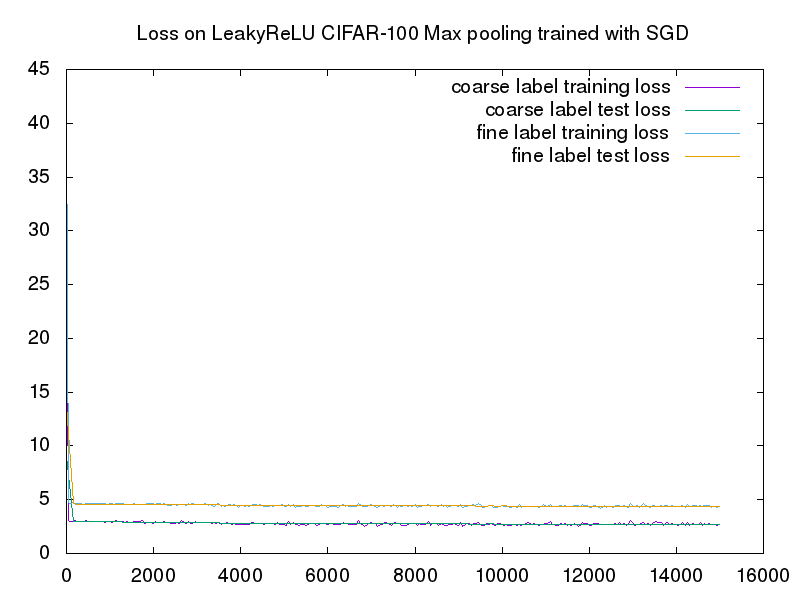 Loss on LeakyReLU CIFAR-100 Max pooling trained with SGD
45
40
35
30
25
20
15
10
5
0
coarse label training loss
coarse label test loss
fine label training loss
fine label test loss
0 2000 4000 6000 8000 10000 12000 14000 16000